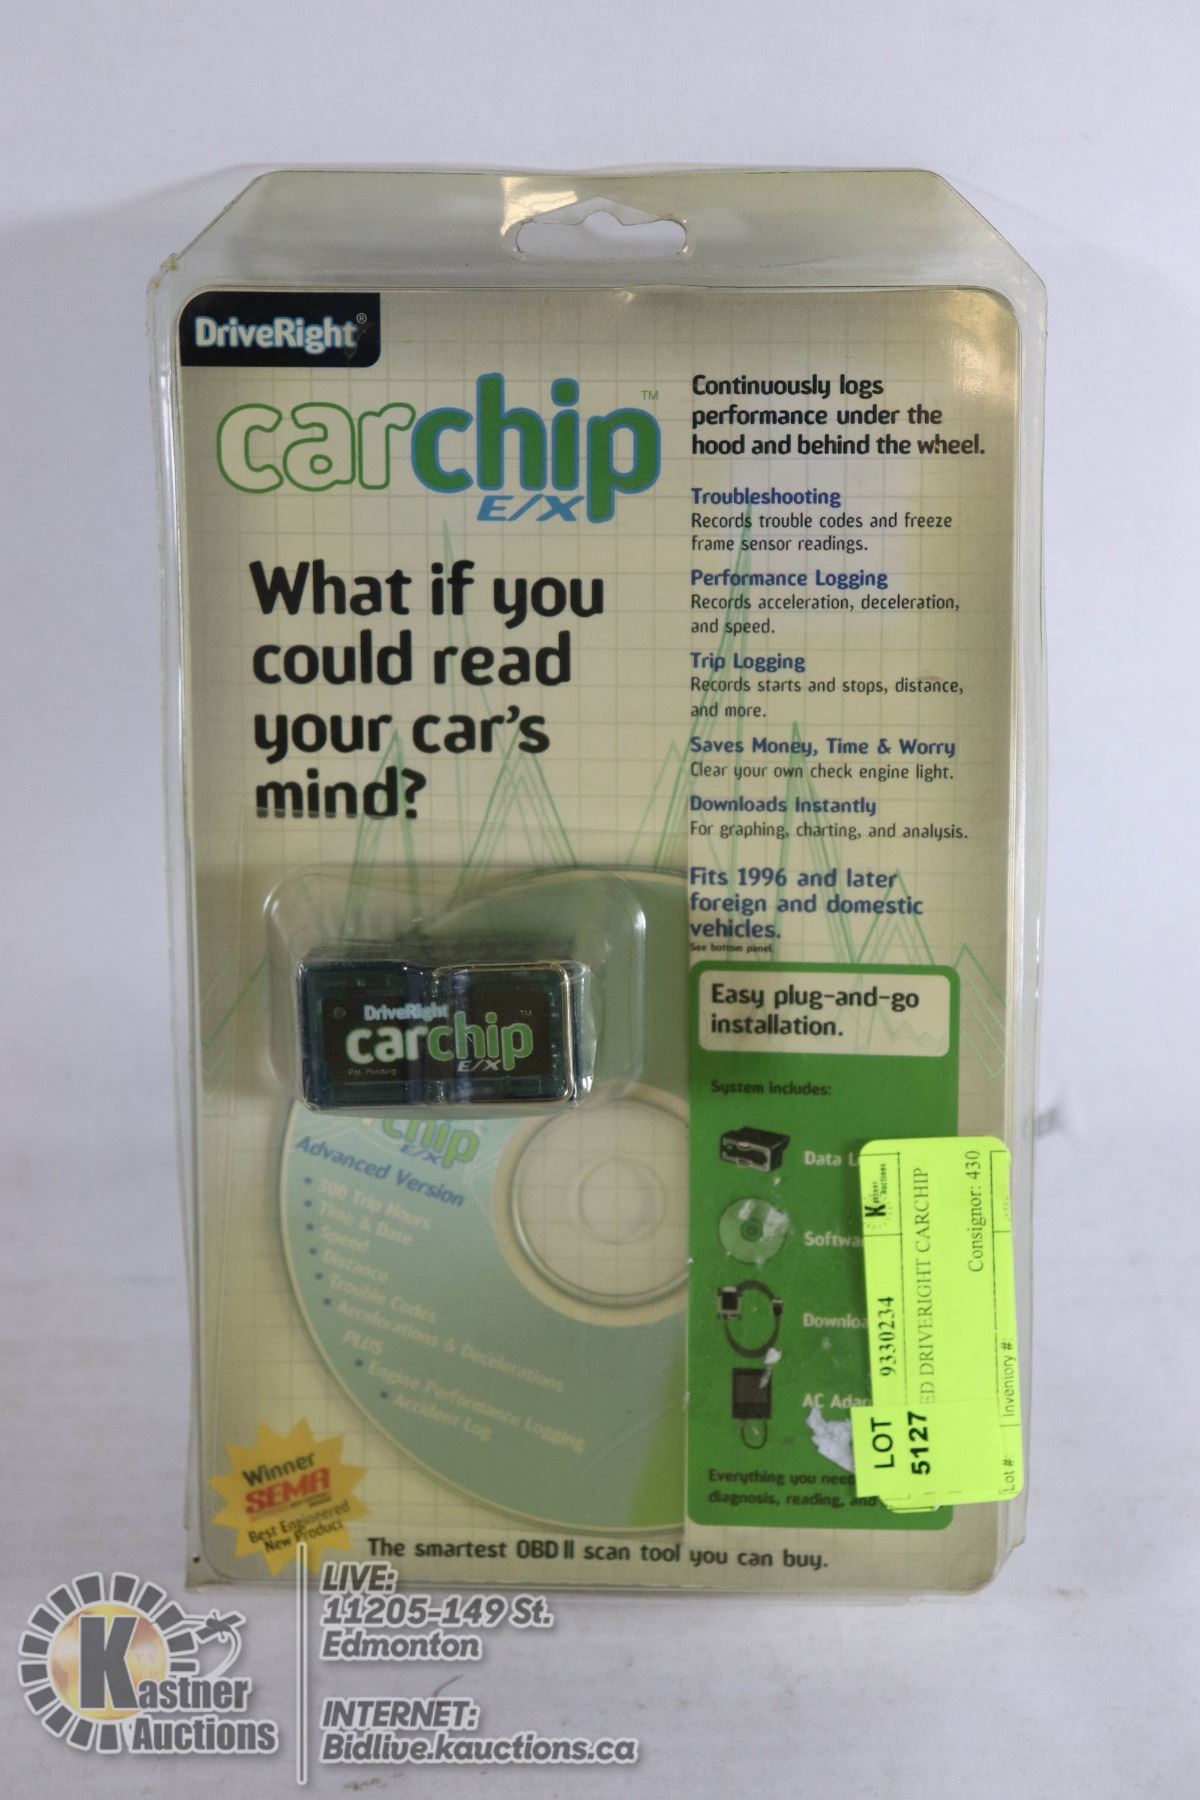 DriveRight®
carchip™
E/X
What if you
could read
your car's
mind?
Continuously logs
performance under the
hood and behind the wheel.
Troubleshooting
Records trouble codes and freeze
frame sensor readings.
Performance Logging
Records acceleration, deceleration,
and speed.
Trip Logging
Records starts and stops, distance,
and more.
Saves Money, Time & Worry
Clear your own check engine light.
Downloads Instantly
For graphing, charting, and analysis.
Fits 1996 and later
foreign and domestic
vehicles.
See bottom panel.
Easy plug-and-go
installation.
System includes:
Data L
Softwa
Downloa
AC Adap
Everything you need
diagnosis, reading, and
DriveRight
carchip™
E/X
Pat. Pending
chip
E/X
Advanced Version
• 300 Trip Hours
• Time & Date
• Speed
• Distance
• Trouble Codes
• Accelerations & Decelerations
PLUS
• Engine Performance Logging
• Accident Log
Winner
SEMA
Best Engineered
New Product
The smartest OBD II scan tool you can buy.
Kastner
Auctions
9330234
ED DRIVERIGHT CARCHIP
Consignor: 430
Lot #:
Inventory #:
LOT
5127
Kastner
Auctions
LIVE:
11205-149 St.
Edmonton
INTERNET:
Bidlive.kauctions.ca